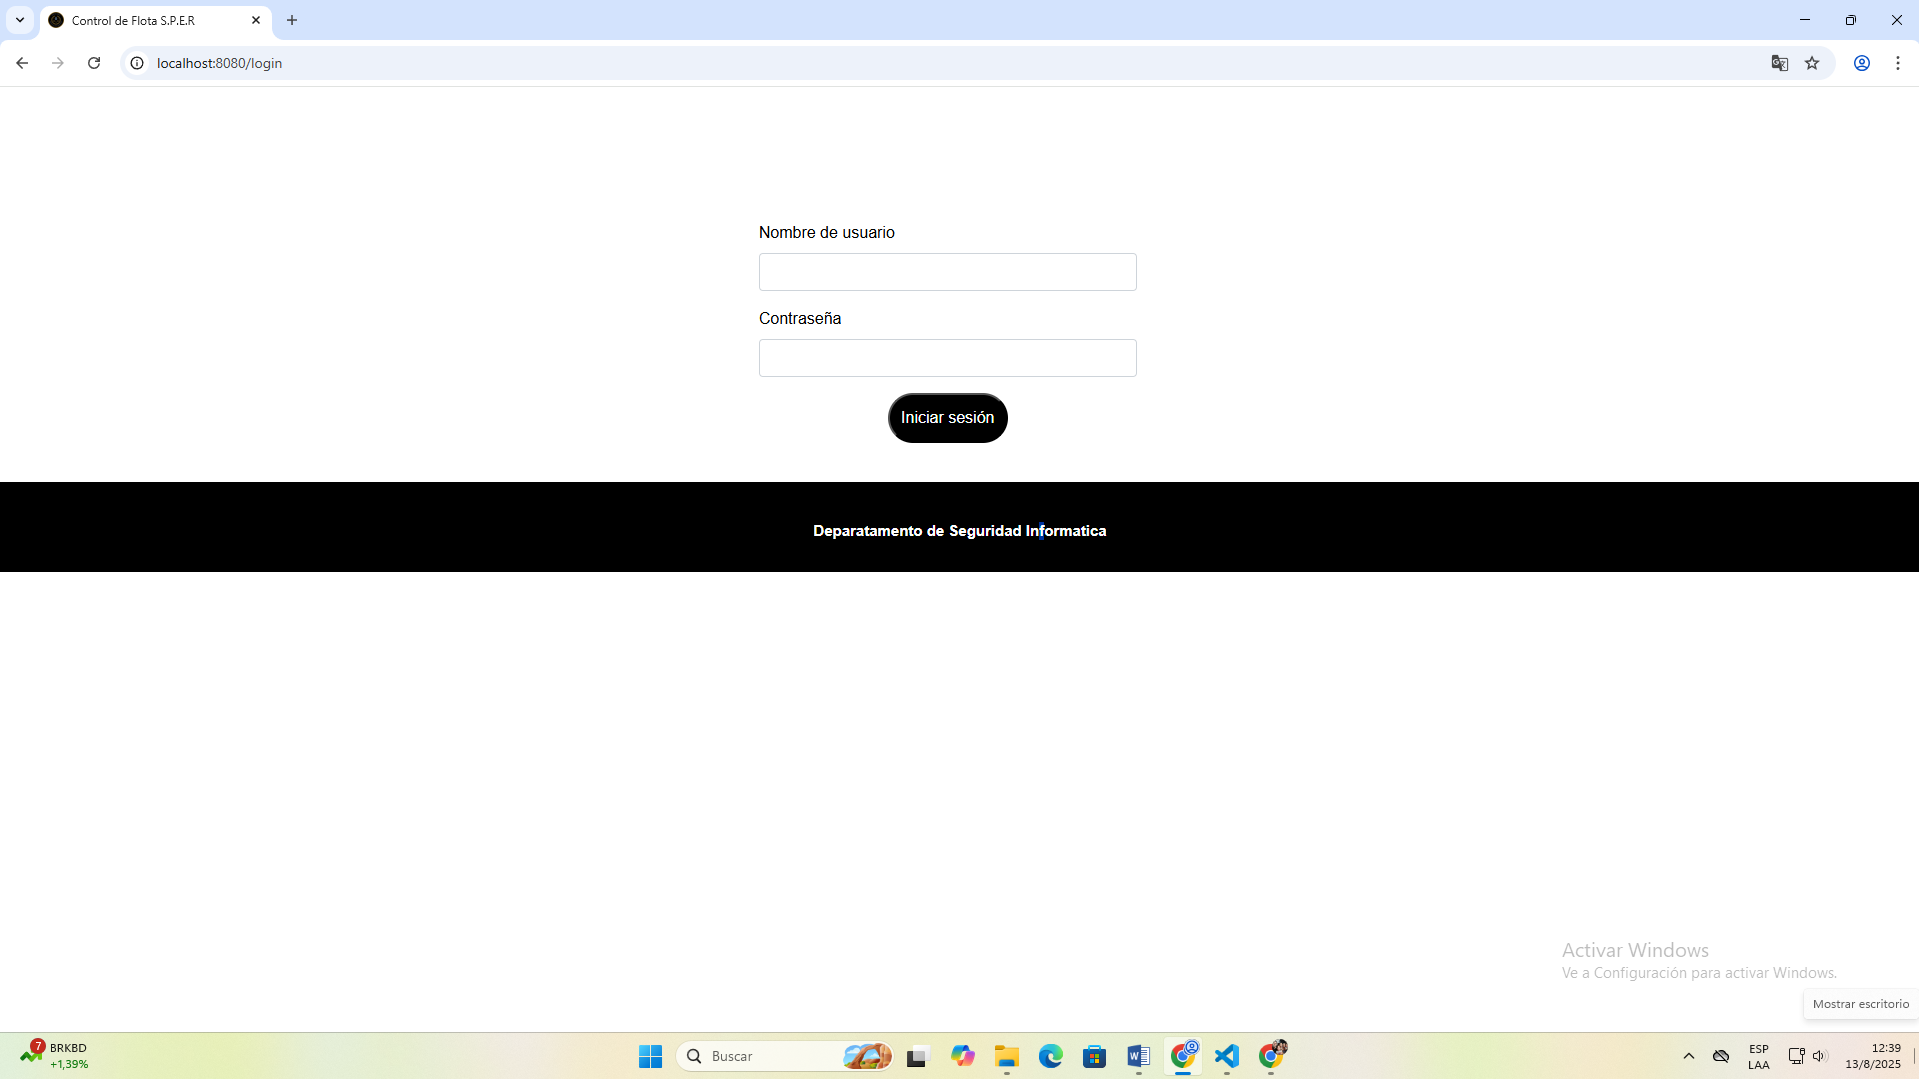 Control de Flota S.P.E.R
localhost:8080/login
Nombre de usuario
Contraseña
Iniciar sesión
Deparatamento de Seguridad Informatica
Activar Windows
Ve a Configuración para activar Windows.
Mostrar escritorio
7
BRKBD
+1,39%
Buscar
ESP
LAA
12:39
13/8/2025